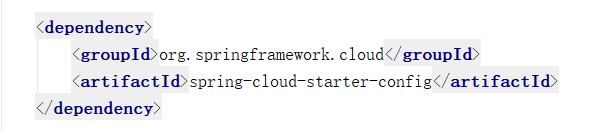 <dependency>
<groupId>org.springframework.cloud</groupId>
<artifactId>spring-cloud-starter-config</artifactId>
</dependency>